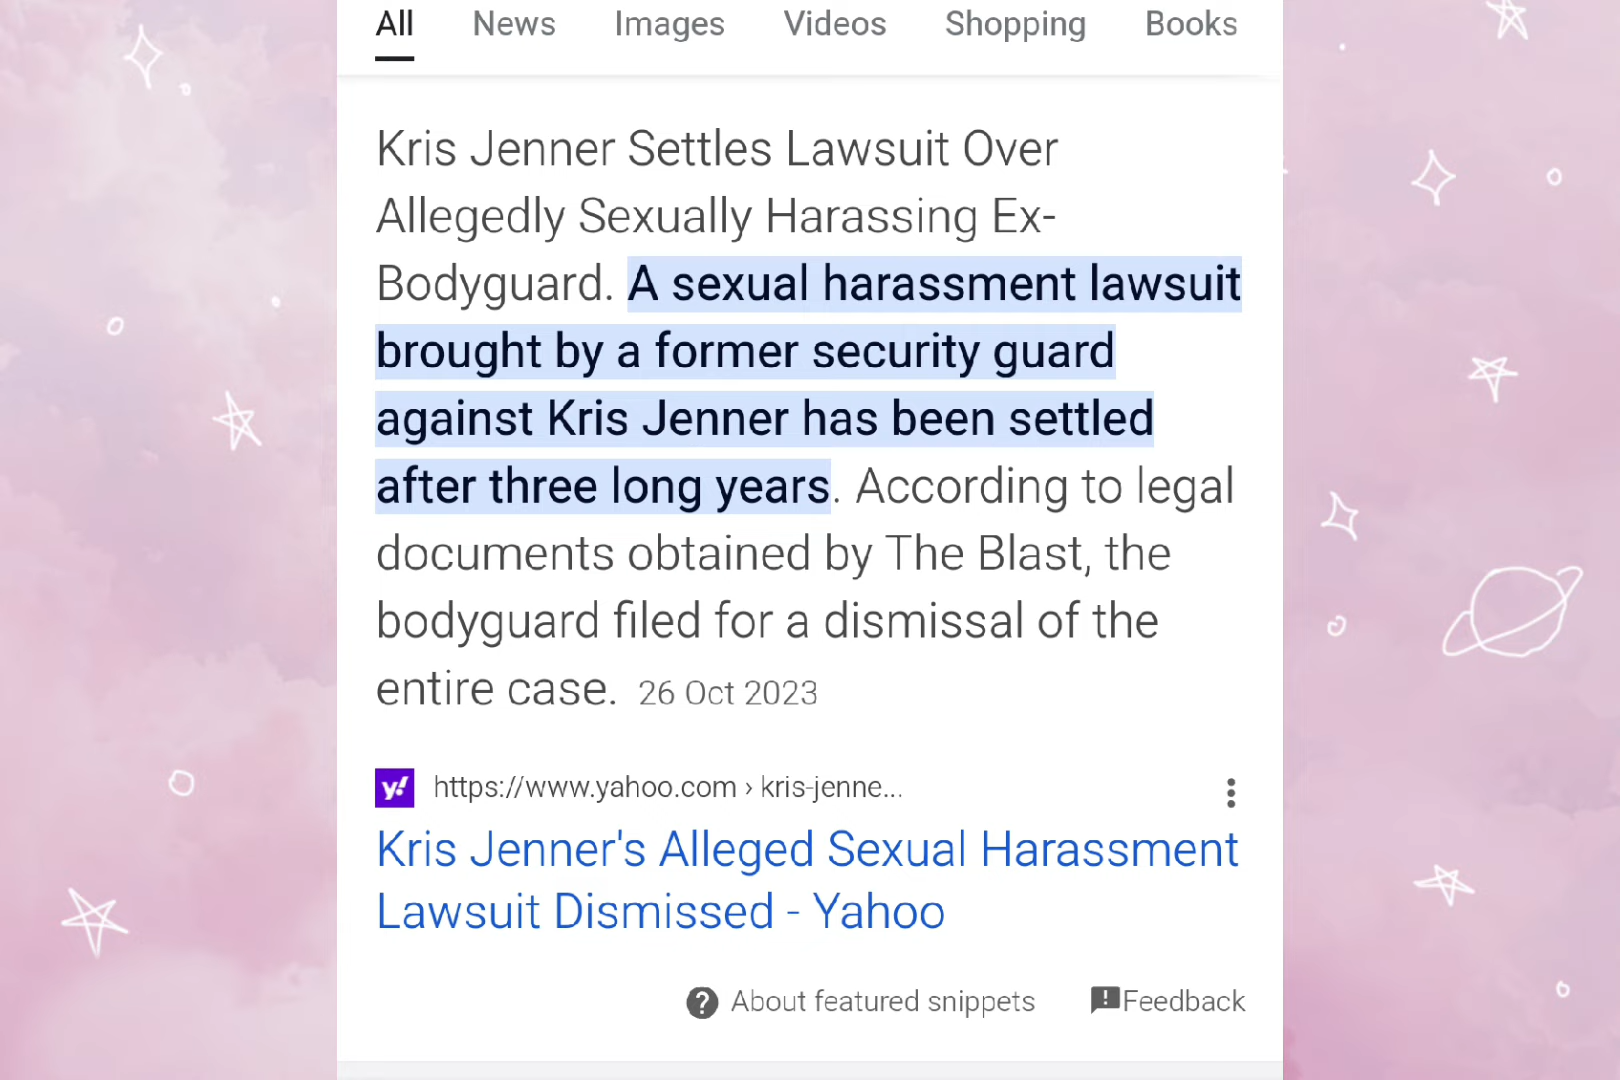 All News Images Videos Shopping Books
Kris Jenner Settles Lawsuit Over
Allegedly Sexually Harassing Ex-
Bodyguard. A sexual harassment lawsuit
brought by a former security guard
against Kris Jenner has been settled
after three long years. According to legal
documents obtained by The Blast, the
bodyguard filed for a dismissal of the
entire case. 26 Oct 2023
y! https://www.yahoo.com › kris-jenne...
Kris Jenner's Alleged Sexual Harassment
Lawsuit Dismissed - Yahoo
About featured snippets Feedback